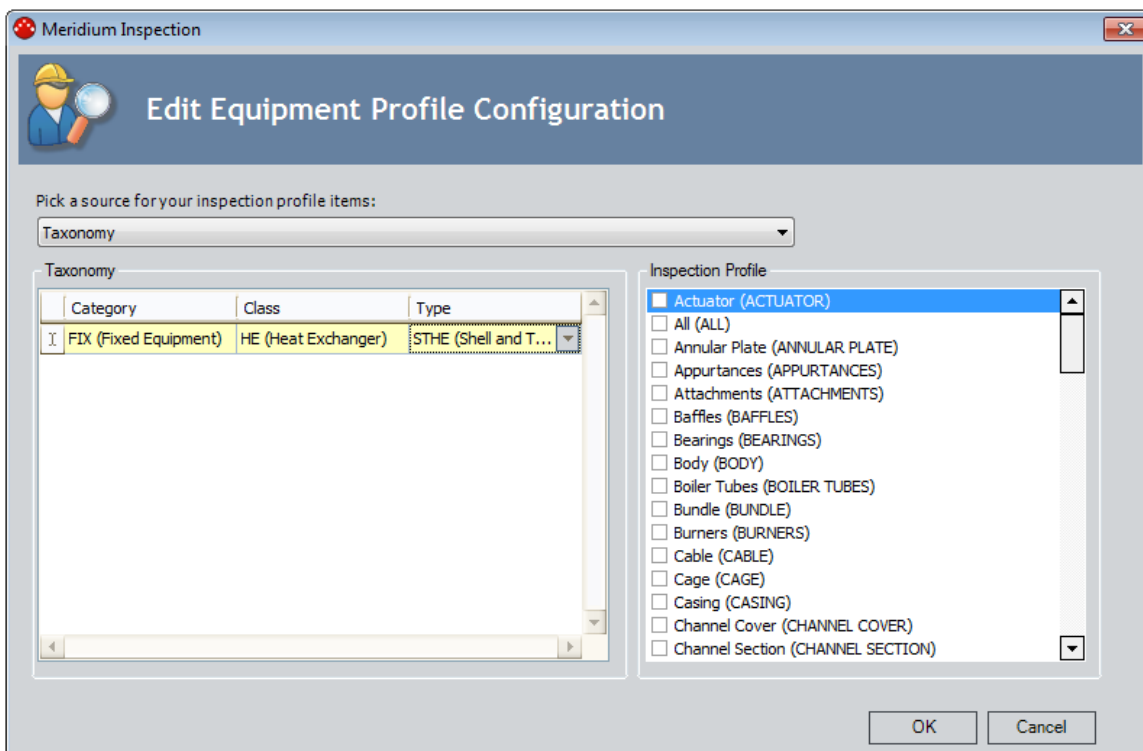 Meridium Inspection
Edit Equipment Profile Configuration
Pick a source for your inspection profile items:
Taxonomy
Taxonomy
Category Class Type
FIX (Fixed Equipment) HE (Heat Exchanger) STHE (Shell and T...
Inspection Profile
Actuator (ACTUATOR)
All (ALL)
Annular Plate (ANNULAR PLATE)
Appurtances (APPURTANCES)
Attachments (ATTACHMENTS)
Baffles (BAFFLES)
Bearings (BEARINGS)
Body (BODY)
Boiler Tubes (BOILER TUBES)
Bundle (BUNDLE)
Burners (BURNERS)
Cable (CABLE)
Cage (CAGE)
Casing (CASING)
Channel Cover (CHANNEL COVER)
Channel Section (CHANNEL SECTION)
OK Cancel